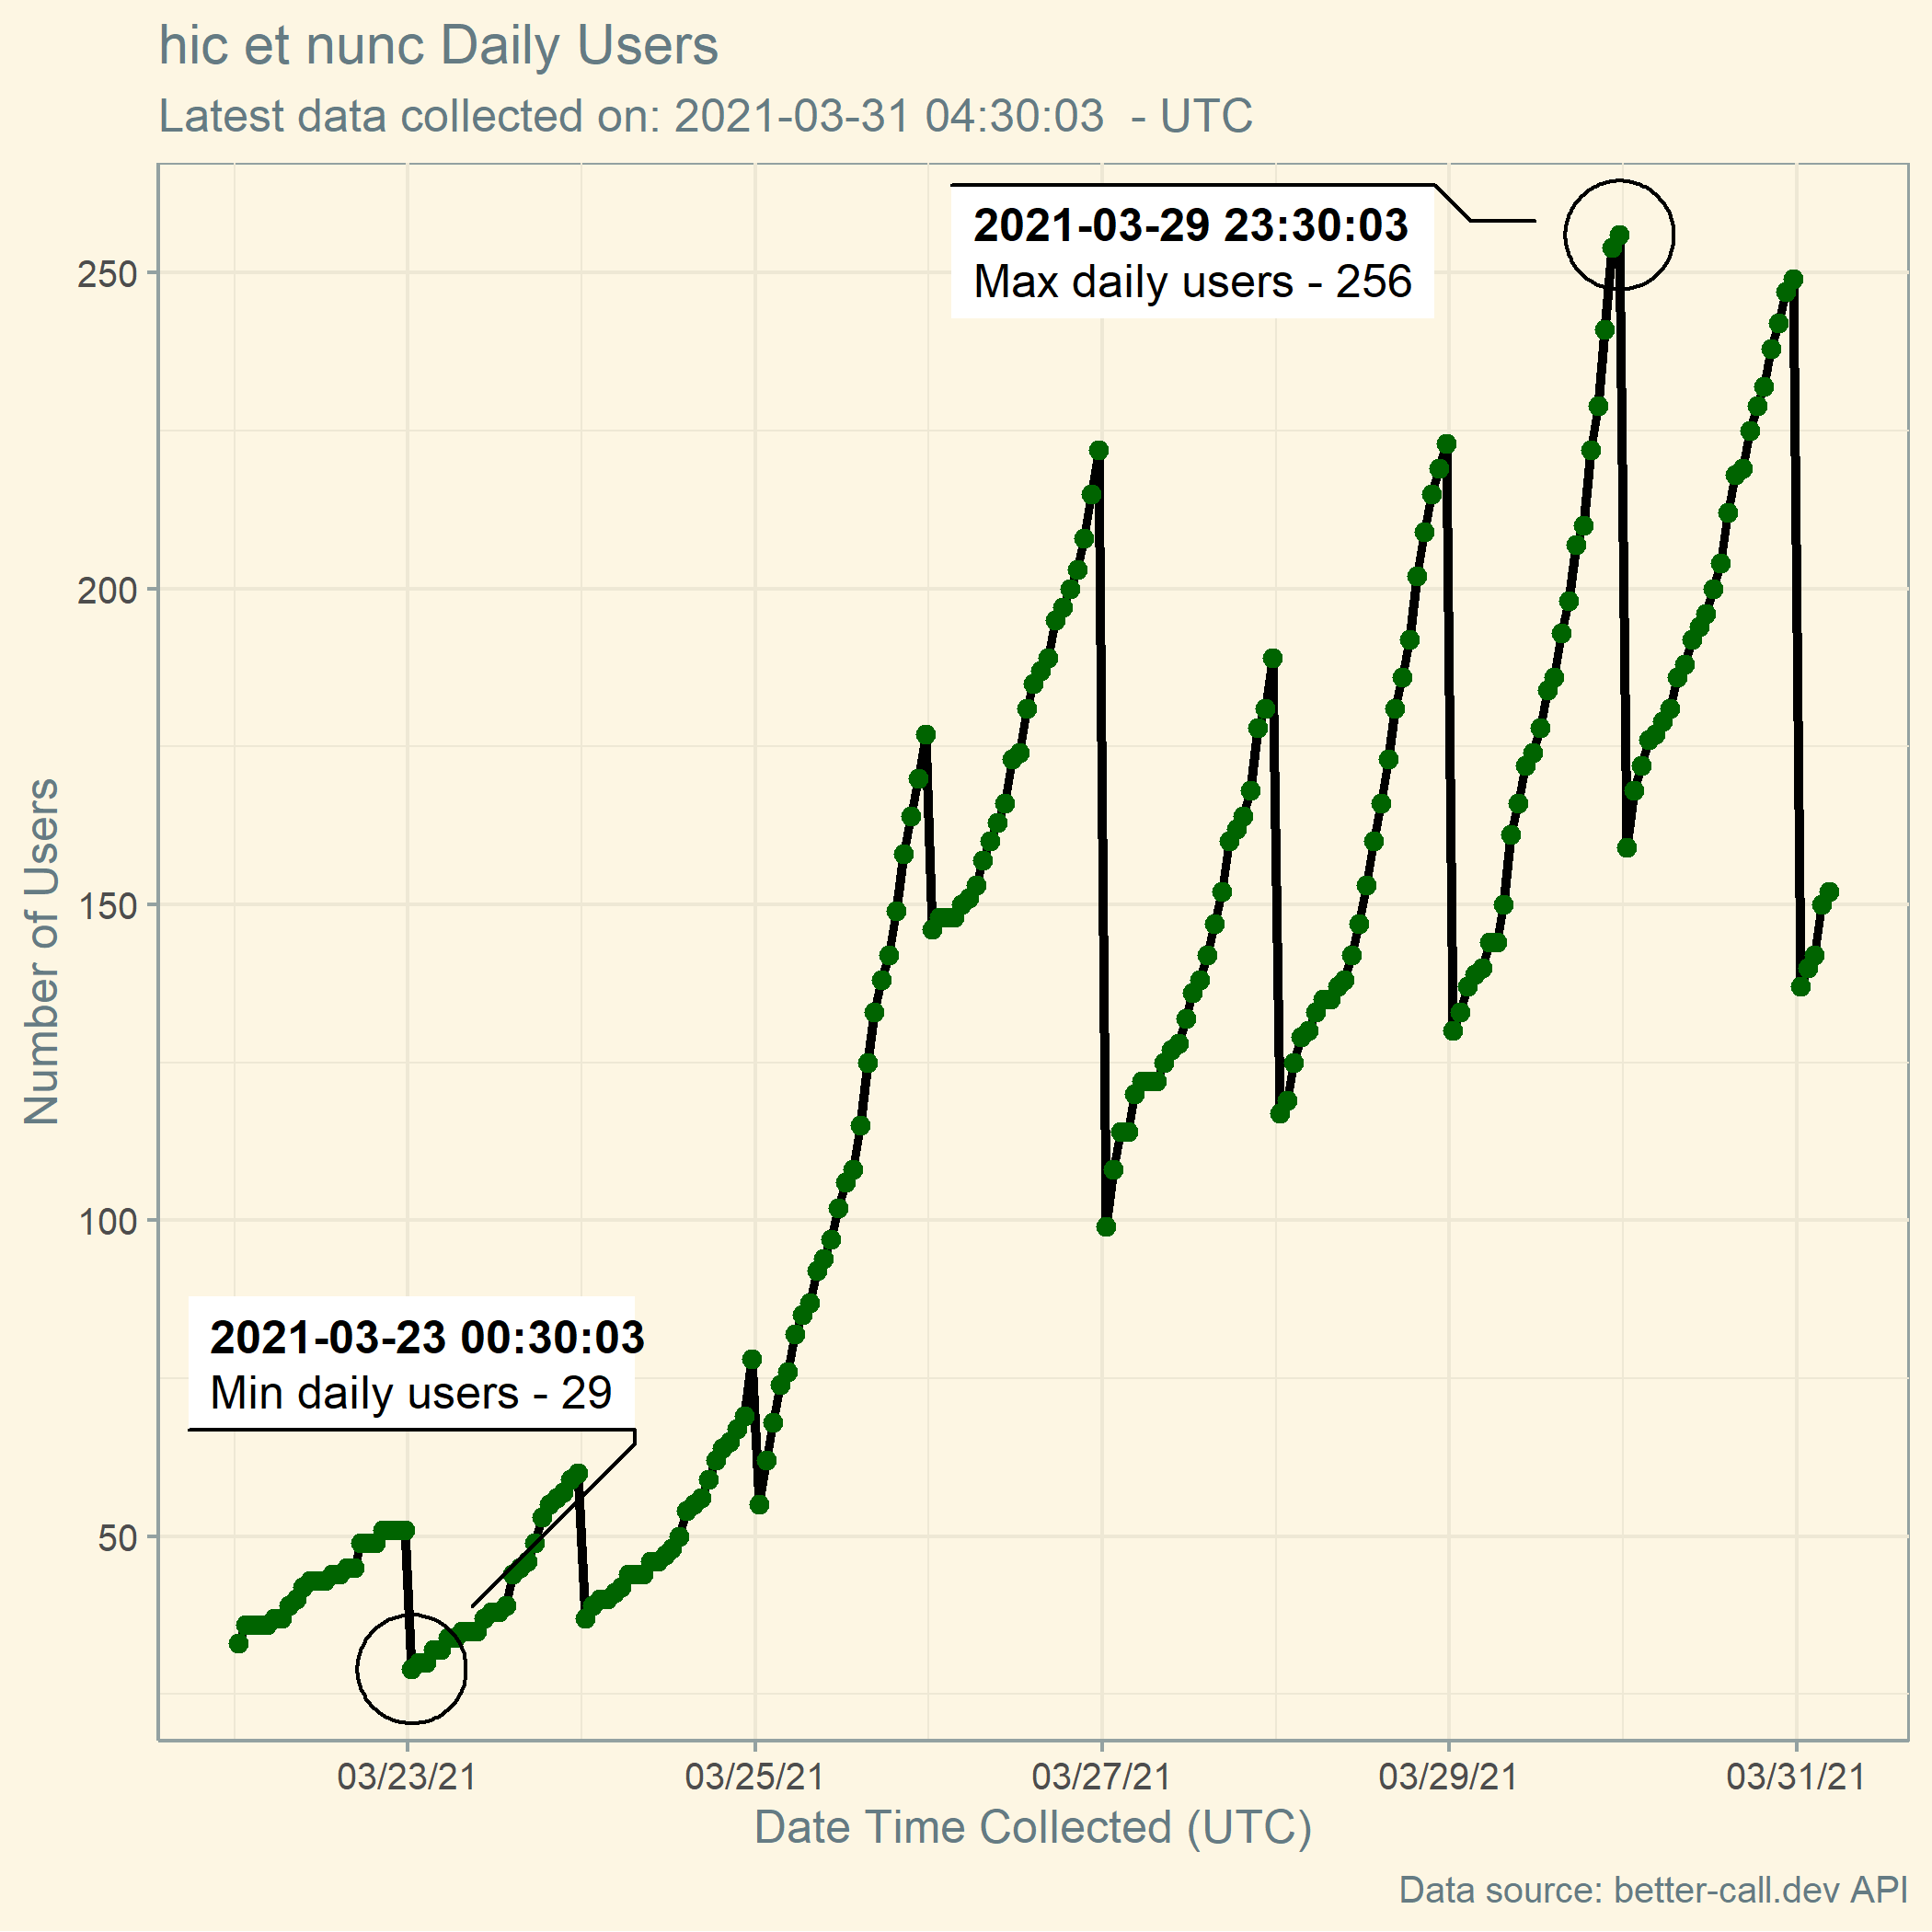 hic et nunc Daily Users
Latest data collected on: 2021-03-31 04:30:03  - UTC
2021-03-29 23:30:03
Max daily users - 256
250
200
150
100
50
Number of Users
2021-03-23 00:30:03
Min daily users - 29
03/23/21
03/25/21
03/27/21
03/29/21
03/31/21
Date Time Collected (UTC)
Data source: better-call.dev API